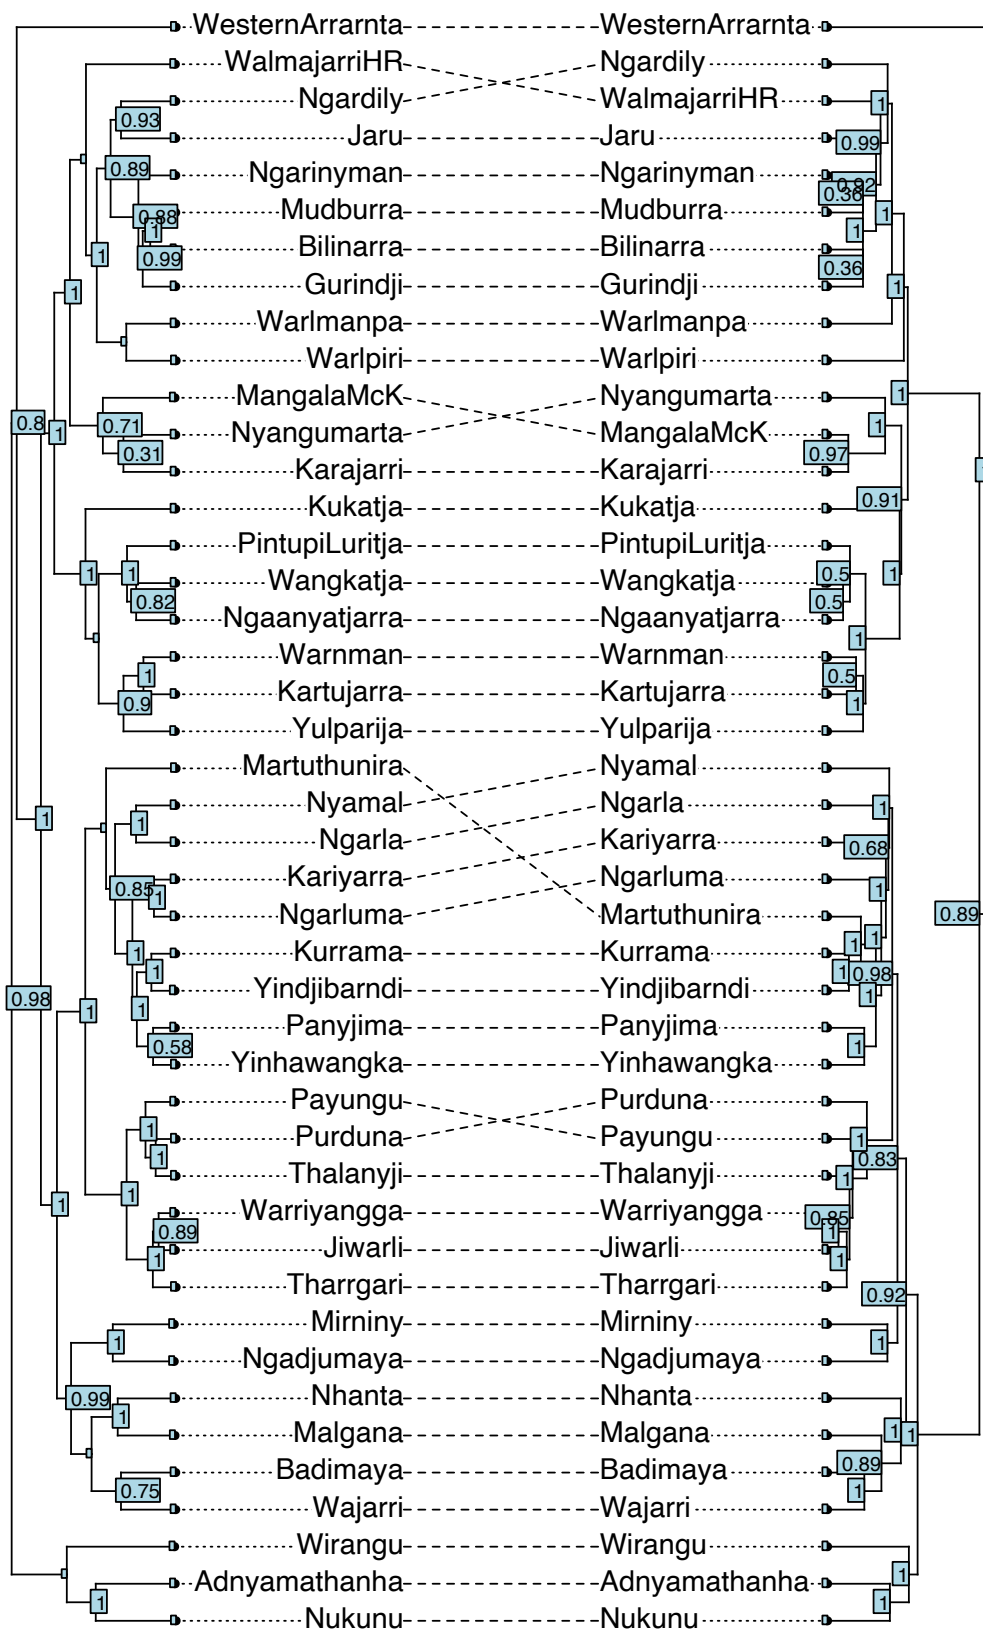 WesternArrarnta WesternArrarnta
WalmajarriHR Ngardily
Ngardily WalmajarriHR 1
0.93
Jaru Jaru 0.99
0.89 Ngarinyman Ngarinyman 0.92
0.36
0.88 Mudburra Mudburra 1
1 1
1 0.99 Bilinarra Bilinarra
0.36
1 Gurindji Gurindji 1
Warlmanpa Warlmanpa
Warlpiri Warlpiri
MangalaMcK Nyangumarta 1
0.8 1 0.71 Nyangumarta MangalaMcK 1
0.31 0.97
Karajarri Karajarri 1
Kukatja Kukatja 0.91
PintupiLuritja PintupiLuritja
1 1 0.5 1
Wangkatja Wangkatja
0.82 0.5
Ngaanyatjarra Ngaanyatjarra
1
Warnman Warnman
1 0.5
0.9 Kartujarra Kartujarra 1
Yulparija Yulparija
Martuthunira Nyamal
Nyamal Ngarla 1
1 1
Ngarla Kariyarra 0.68
0.85 Kariyarra Ngarluma 1
1
Ngarluma Martuthunira 0.89
1 Kurrama Kurrama 1 1
1 1 0.98
0.98 1 1 Yindjibarndi Yindjibarndi 1
Panyjima Panyjima
0.58 1
Yinhawangka Yinhawangka
Payungu Purduna
1 Purduna Payungu 1
1 0.83
Thalanyji Thalanyji 1
1 1
Warriyangga Warriyangga 0.85
0.89 1
1 Jiwarli Jiwarli 1
Tharrgari Tharrgari 0.92
Mirniny Mirniny
1 1
Ngadjumaya Ngadjumaya
0.99 Nhanta Nhanta
1
Malgana Malgana 1 1
Badimaya Badimaya 0.89
0.75 1
Wajarri Wajarri
Wirangu Wirangu
1
Adnyamathanha Adnyamathanha
1 1
Nukunu Nukunu